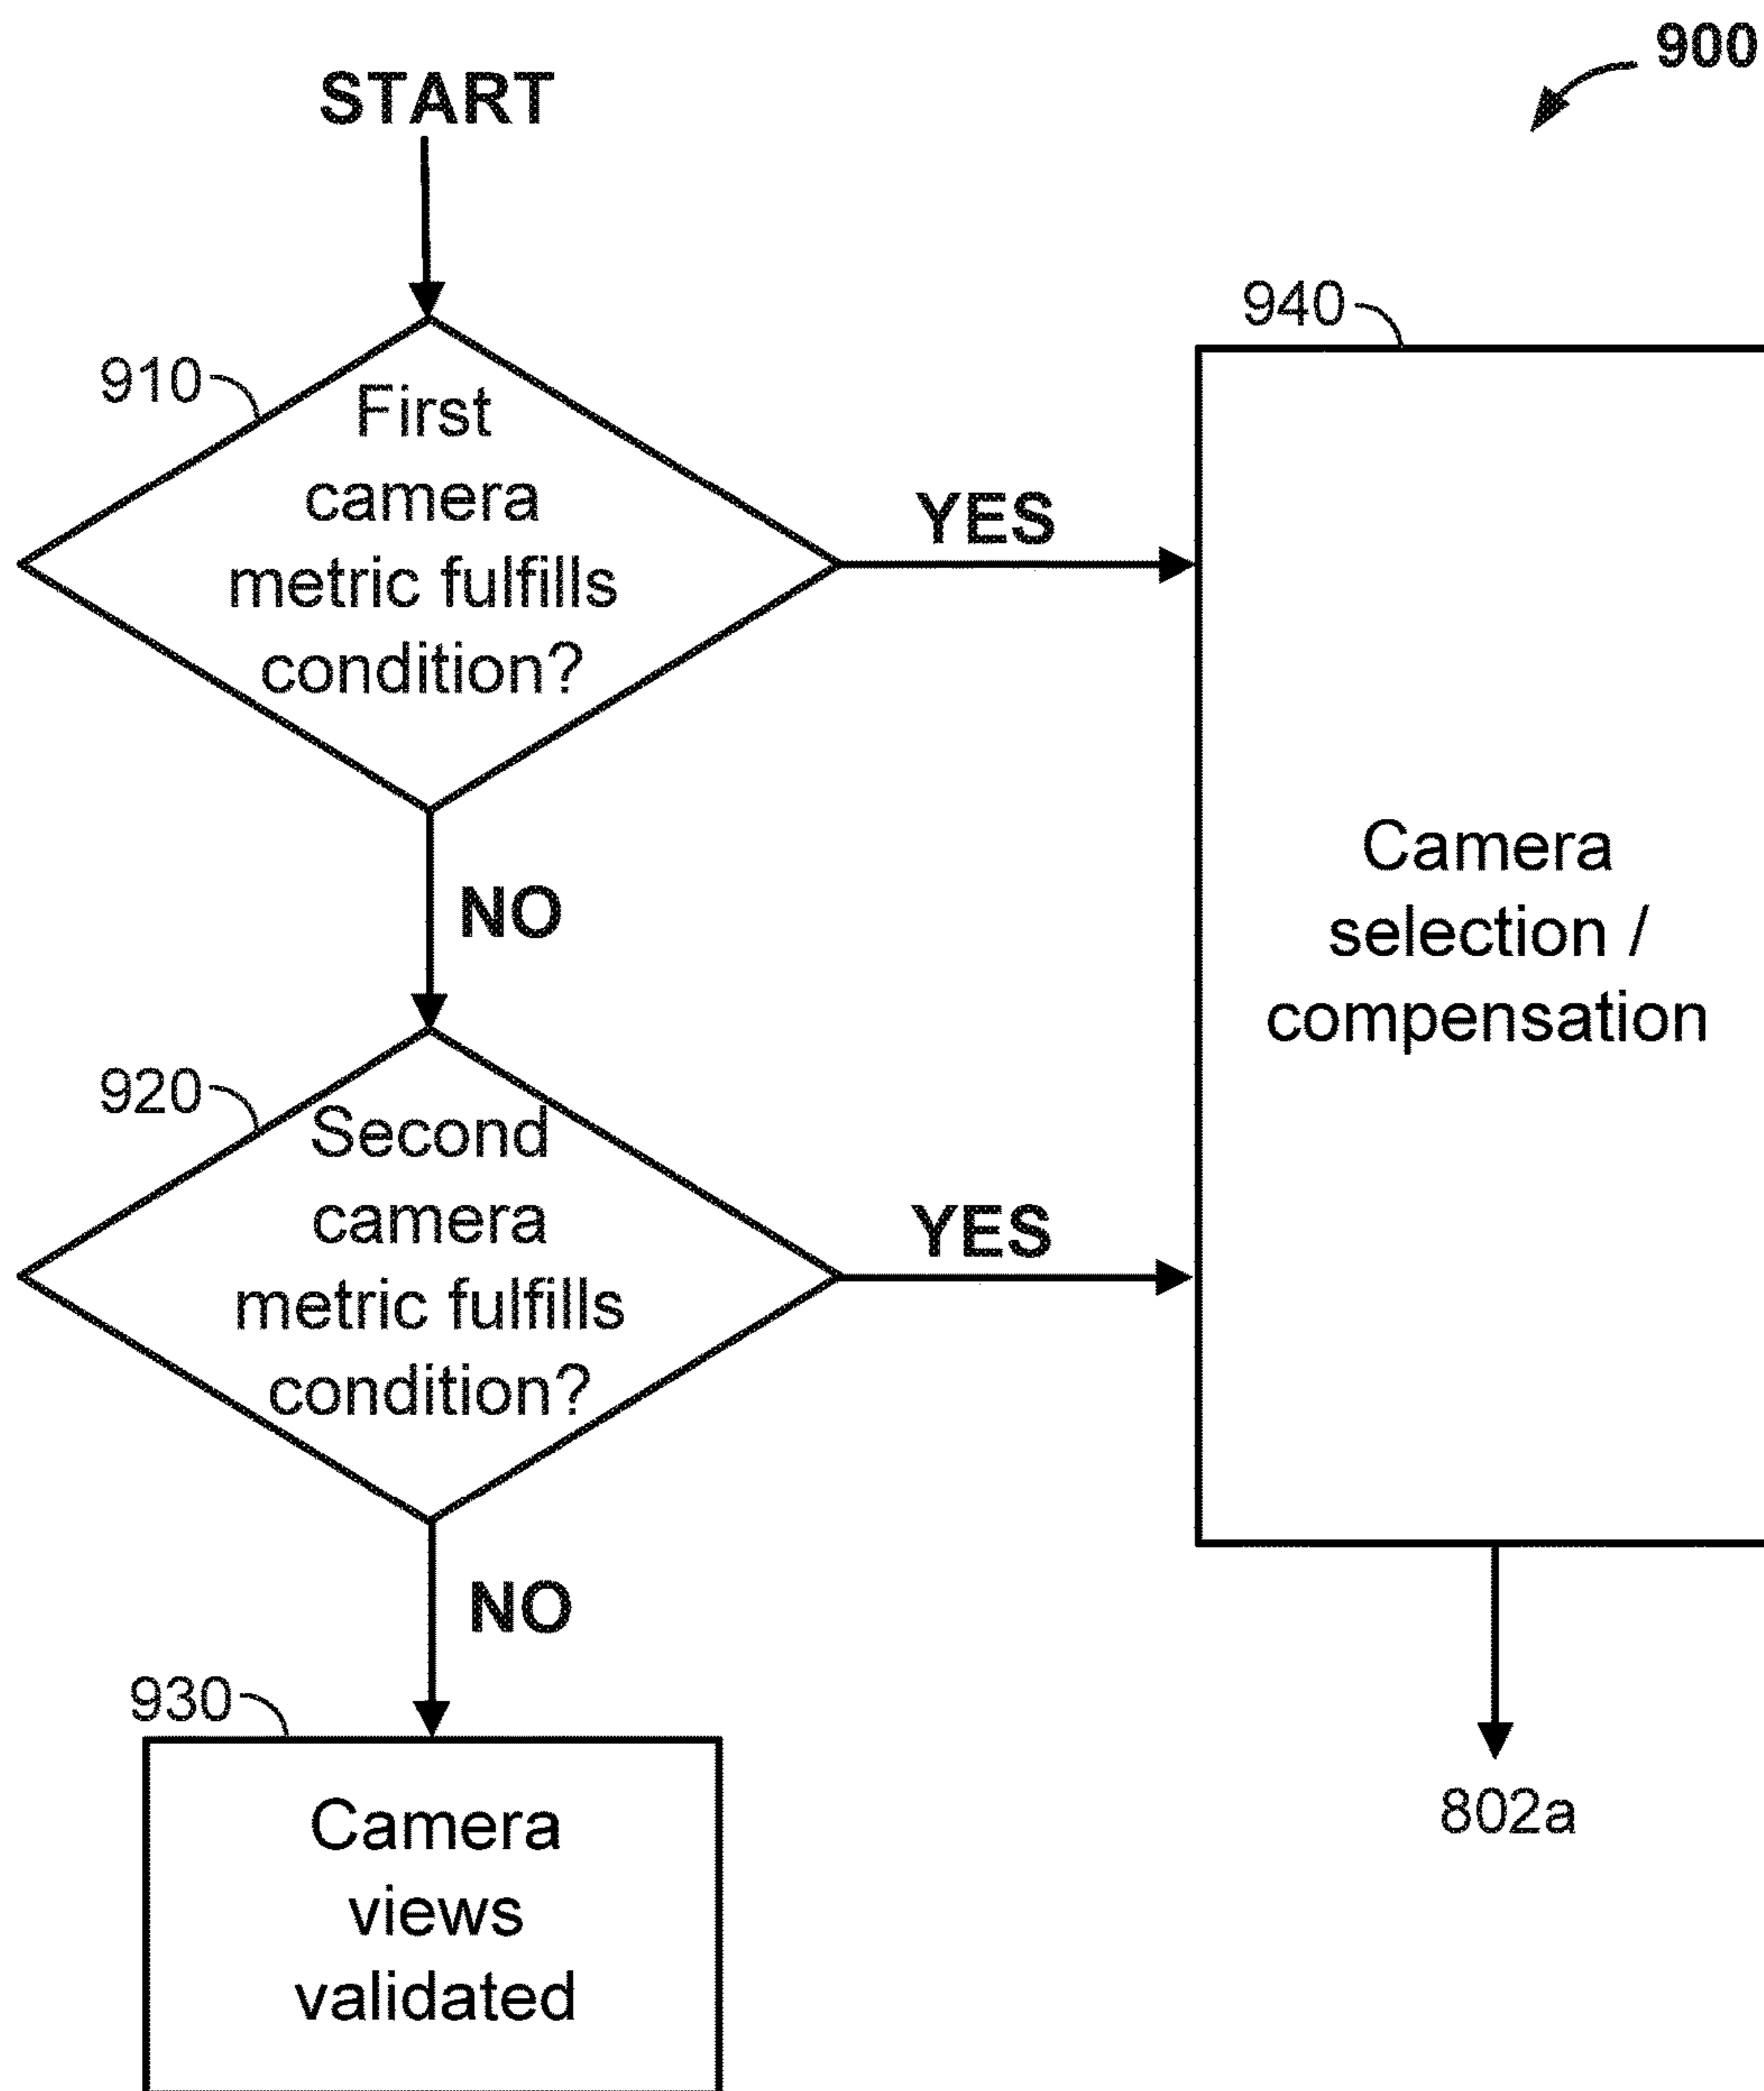 900
START
940
910
First
camera
metric fulfills
condition?
YES
Camera
selection /
compensation
NO
920
Second
camera
metric fulfills
condition?
YES
NO
930
Camera
views
validated
802a